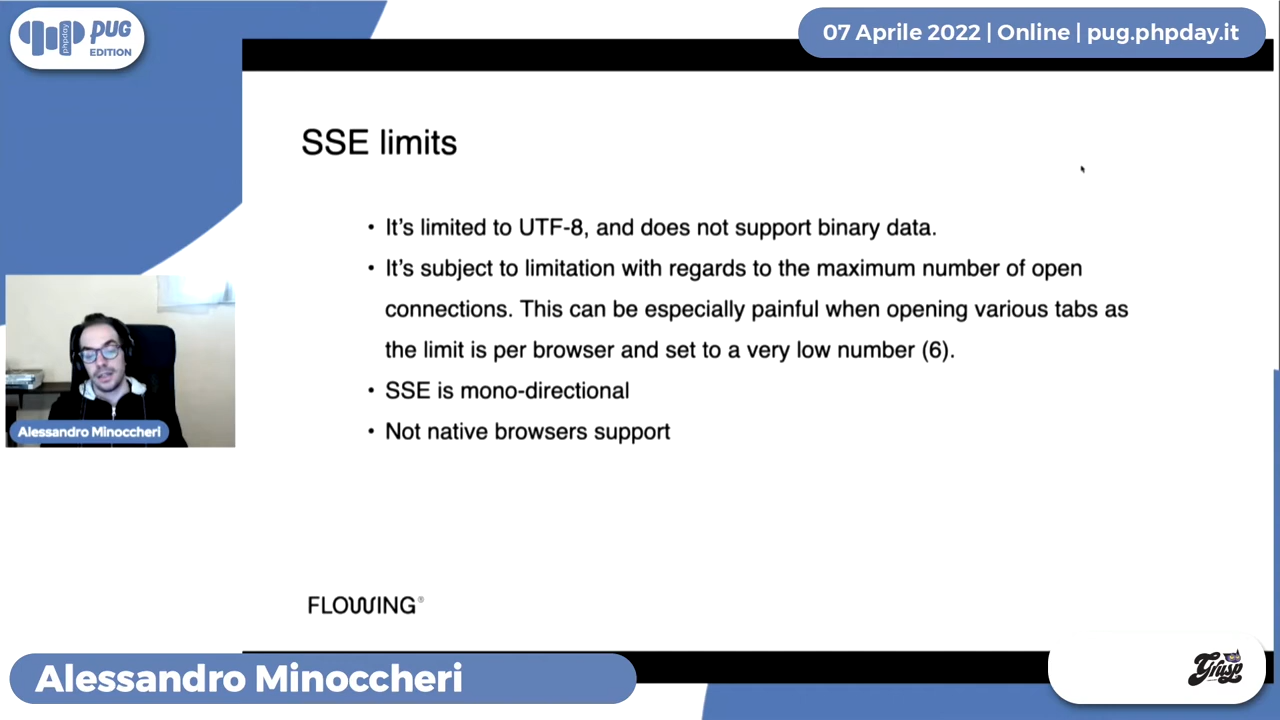 PUG
phpday
EDITION
07 Aprile 2022 | Online | pug.phpday.it
SSE limits
• It's limited to UTF-8, and does not support binary data.
• It's subject to limitation with regards to the maximum number of open
connections. This can be especially painful when opening various tabs as
the limit is per browser and set to a very low number (6).
• SSE is mono-directional
• Not native browsers support
Alessandro Minoccheri
FLOWING®
Alessandro Minoccheri
Grusp